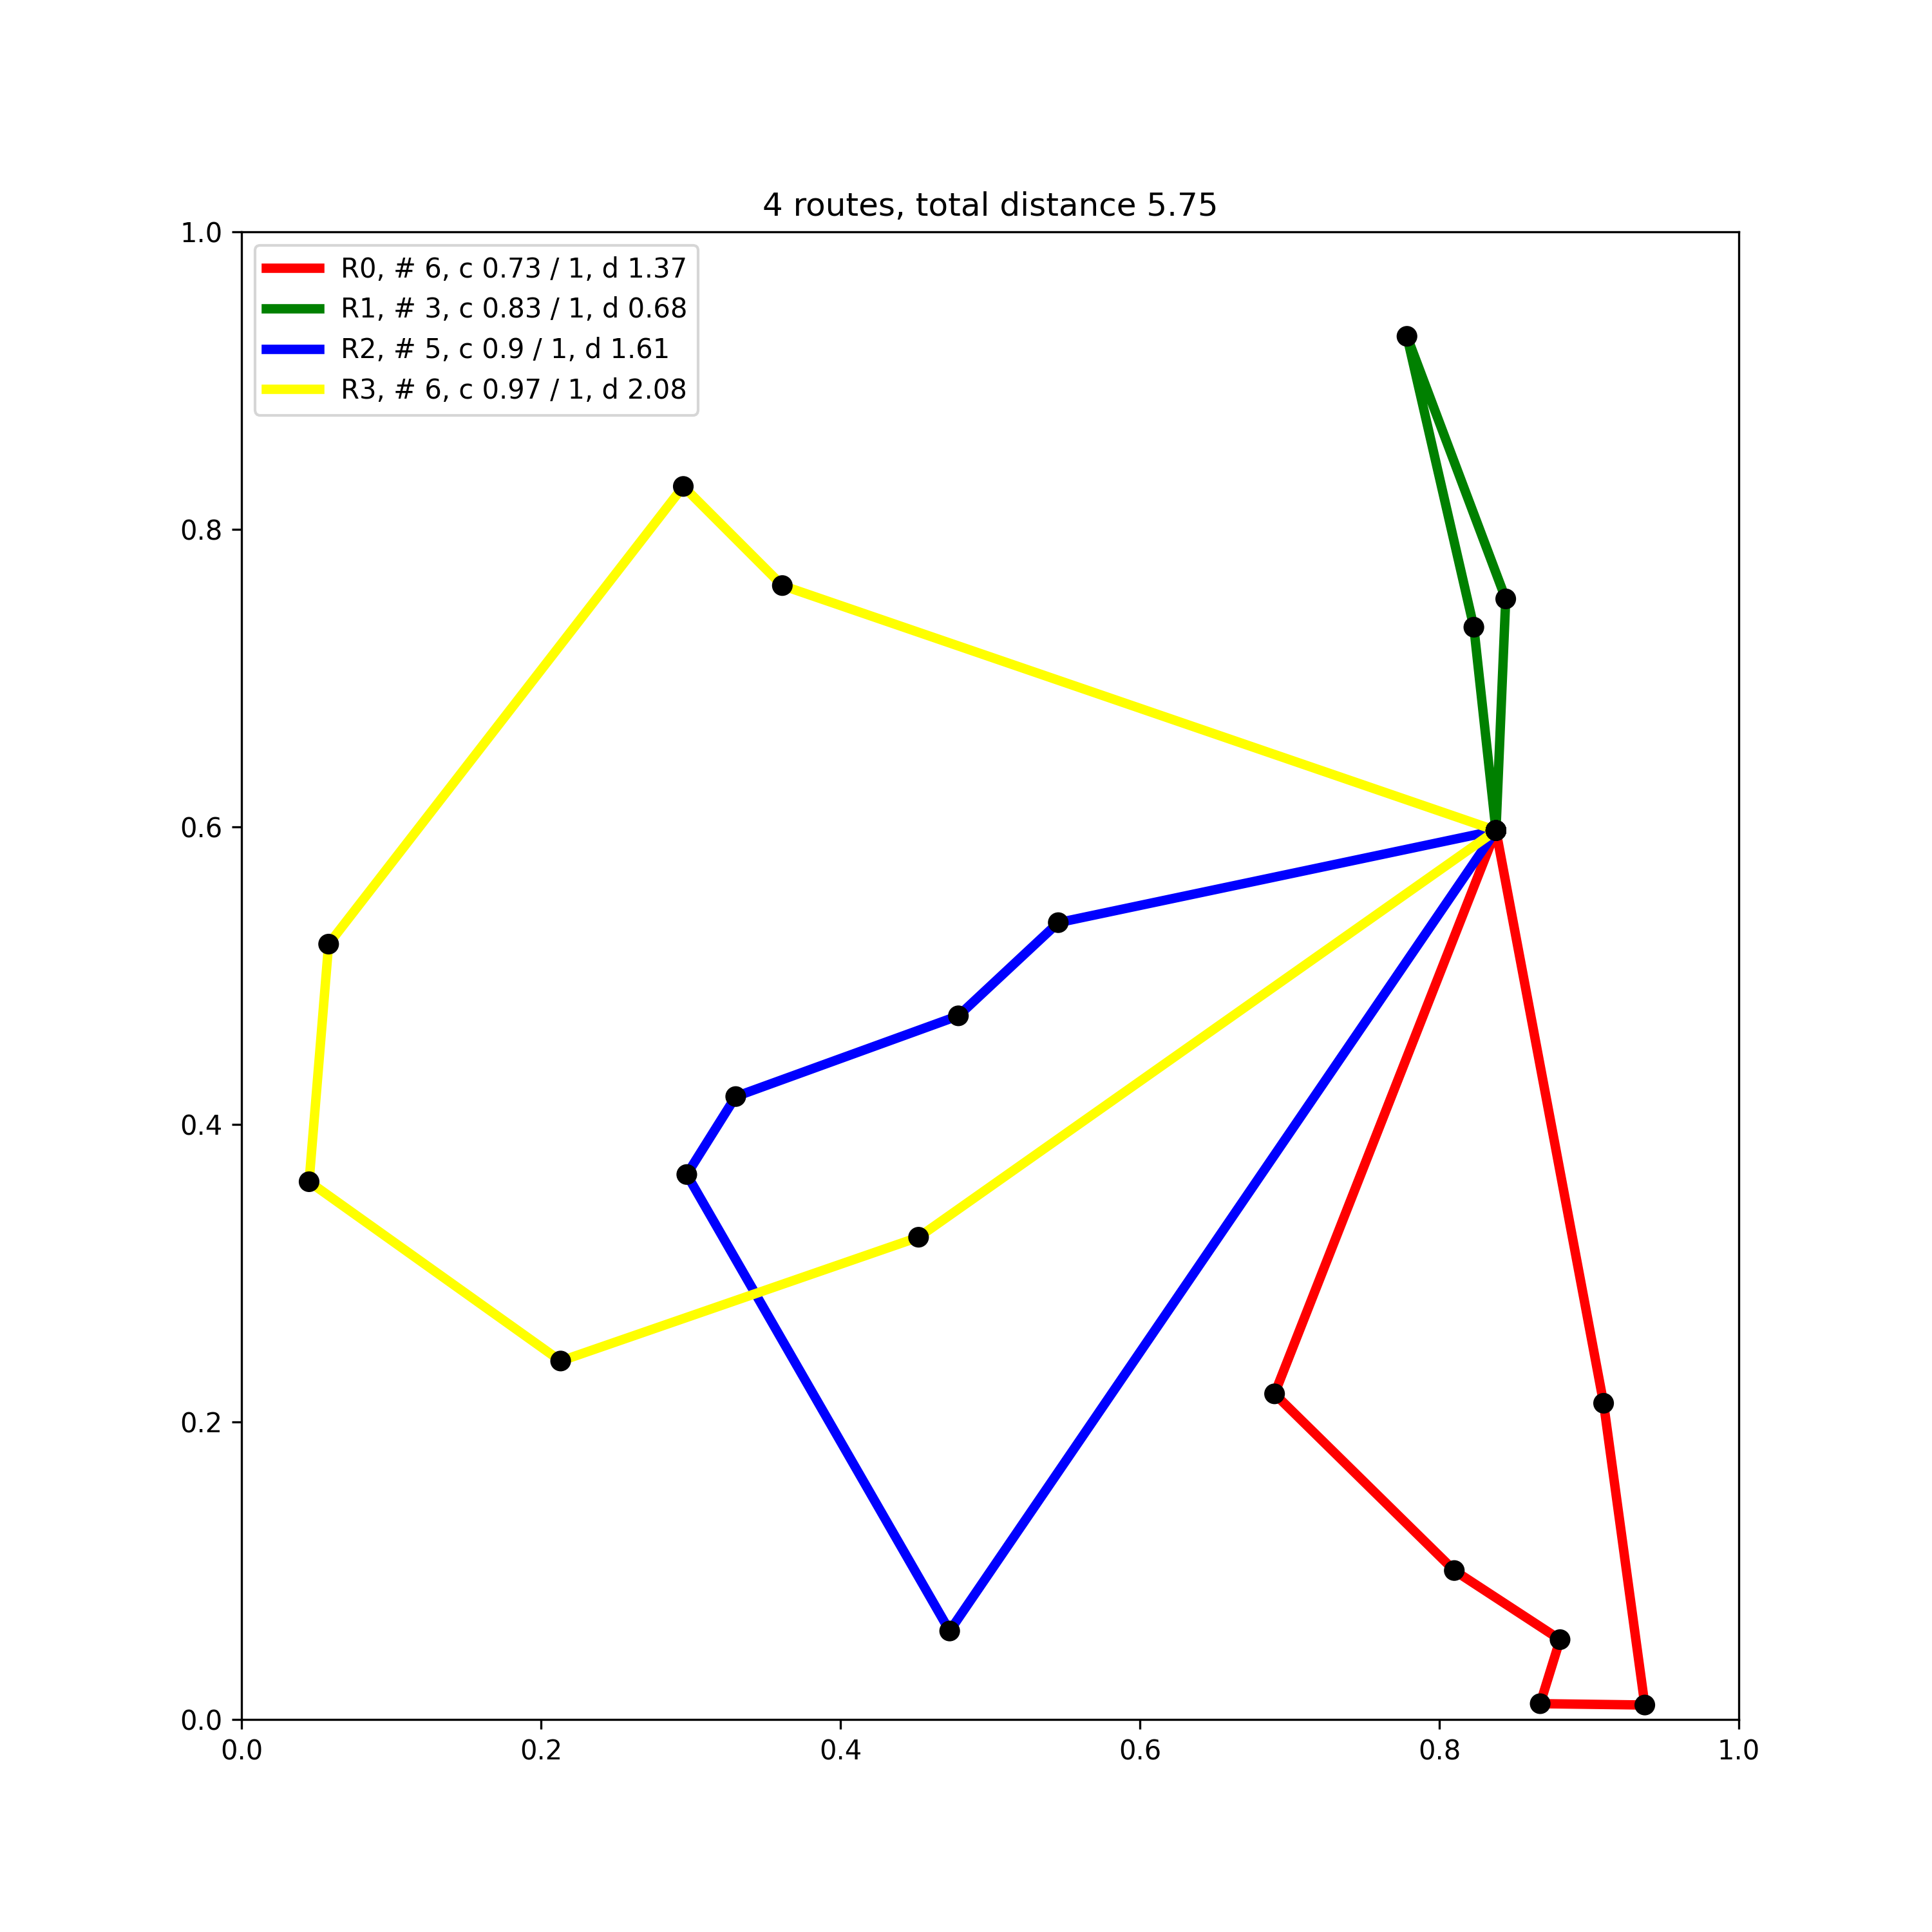 4 routes, total distance 5.75
1.0
R0, # 6, c 0.73 / 1, d 1.37
R1, # 3, c 0.83 / 1, d 0.68
R2, # 5, c 0.9 / 1, d 1.61
R3, # 6, c 0.97 / 1, d 2.08
0.8
0.6
0.4
0.2
0.0
0.0 0.2 0.4 0.6 0.8 1.0